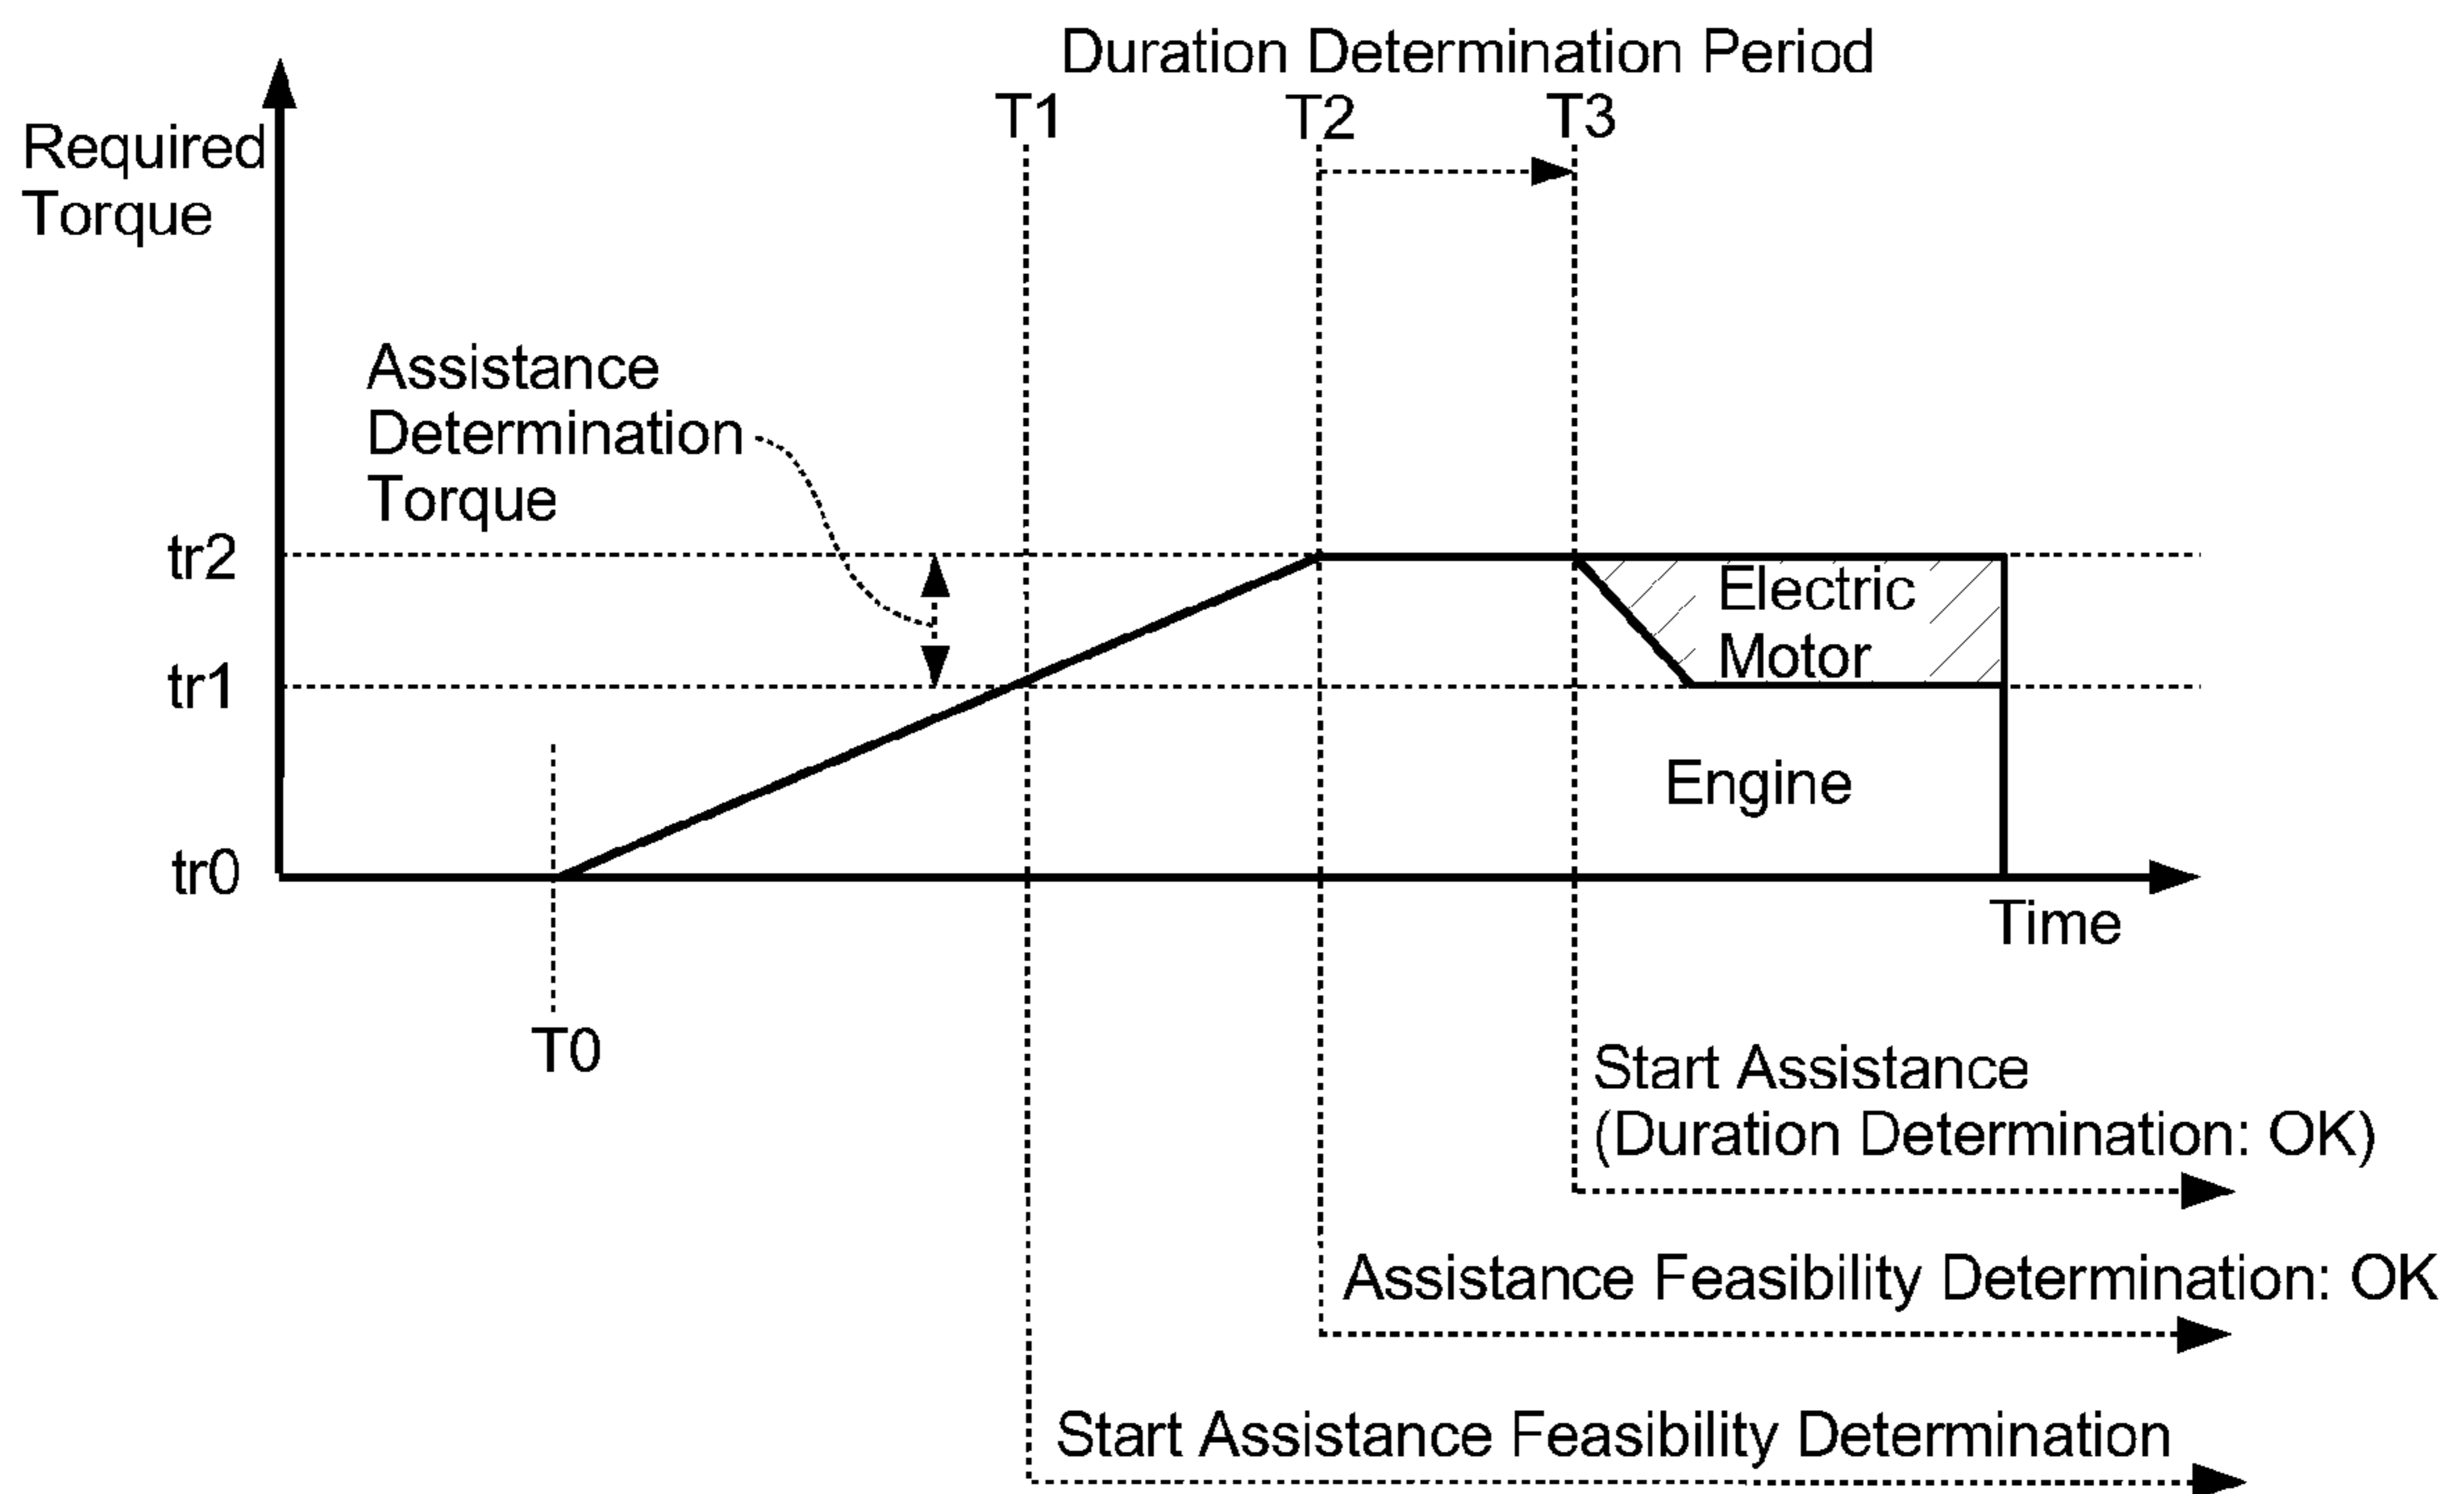 Duration Determination Period
T1
T2
T3
Required
Torque
Assistance
Determination
Torque
tr2
tr1
tr0
Electric
Motor
Engine
Time
T0
Start Assistance
(Duration Determination: OK)
Assistance Feasibility Determination: OK
Start Assistance Feasibility Determination